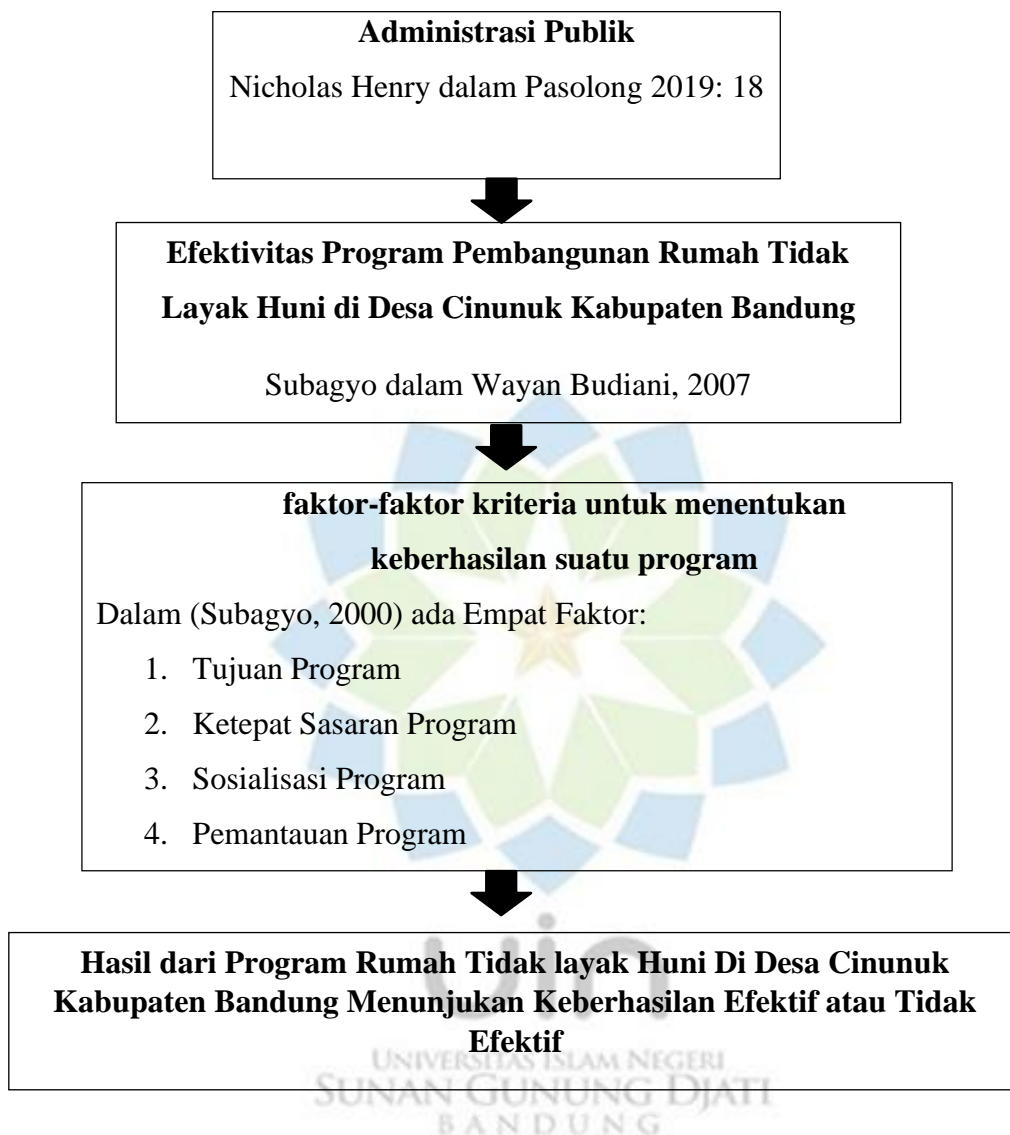 Administrasi Publik
Nicholas Henry dalam Pasolong 2019: 18
Efektivitas Program Pembangunan Rumah Tidak
Layak Huni di Desa Cinunuk Kabupaten Bandung
Subagyo dalam Wayan Budiani, 2007
faktor-faktor kriteria untuk menentukan
keberhasilan suatu program
Dalam (Subagyo, 2000) ada Empat Faktor:
1. Tujuan Program
2. Ketepat Sasaran Program
3. Sosialisasi Program
4. Pemantauan Program
Hasil dari Program Rumah Tidak layak Huni Di Desa Cinunuk
Kabupaten Bandung Menunjukan Keberhasilan Efektif atau Tidak
Efektif
uin
UNIVERSITAS ISLAM NEGERI
SUNAN GUNUNG DJATI
BANDUNG